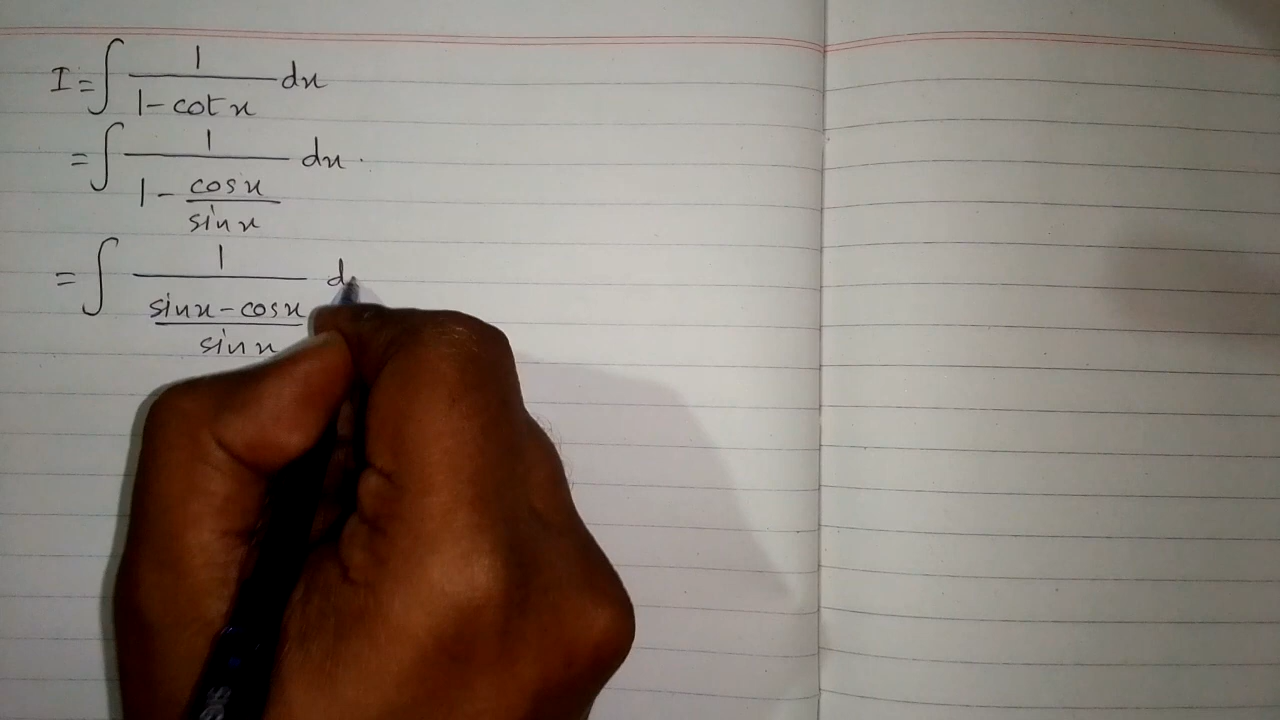 I = ∫ 1/(1 - cot x) dx
= ∫ 1/(1 - cos x/sin x) dx.
= ∫ 1/((sin x - cos x)/sin x) d